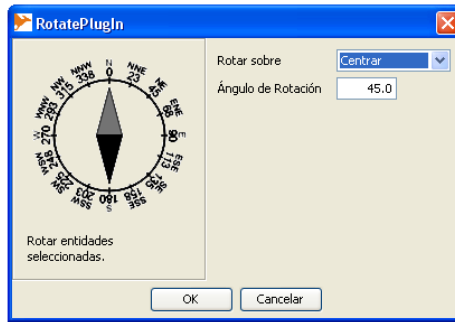 RotatePlugIn
Rotar sobre
Centrar
Ángulo de Rotación
45.0
N
0
NNE
23
NE
45
ENE
68
E
90
ESE
113
SE
135
SSE
158
S
180
SSW
203
SW
225
WSW
248
W
270
WNW
293
NW
315
NNW
338
Rotar entidades
seleccionadas.
OK
Cancelar